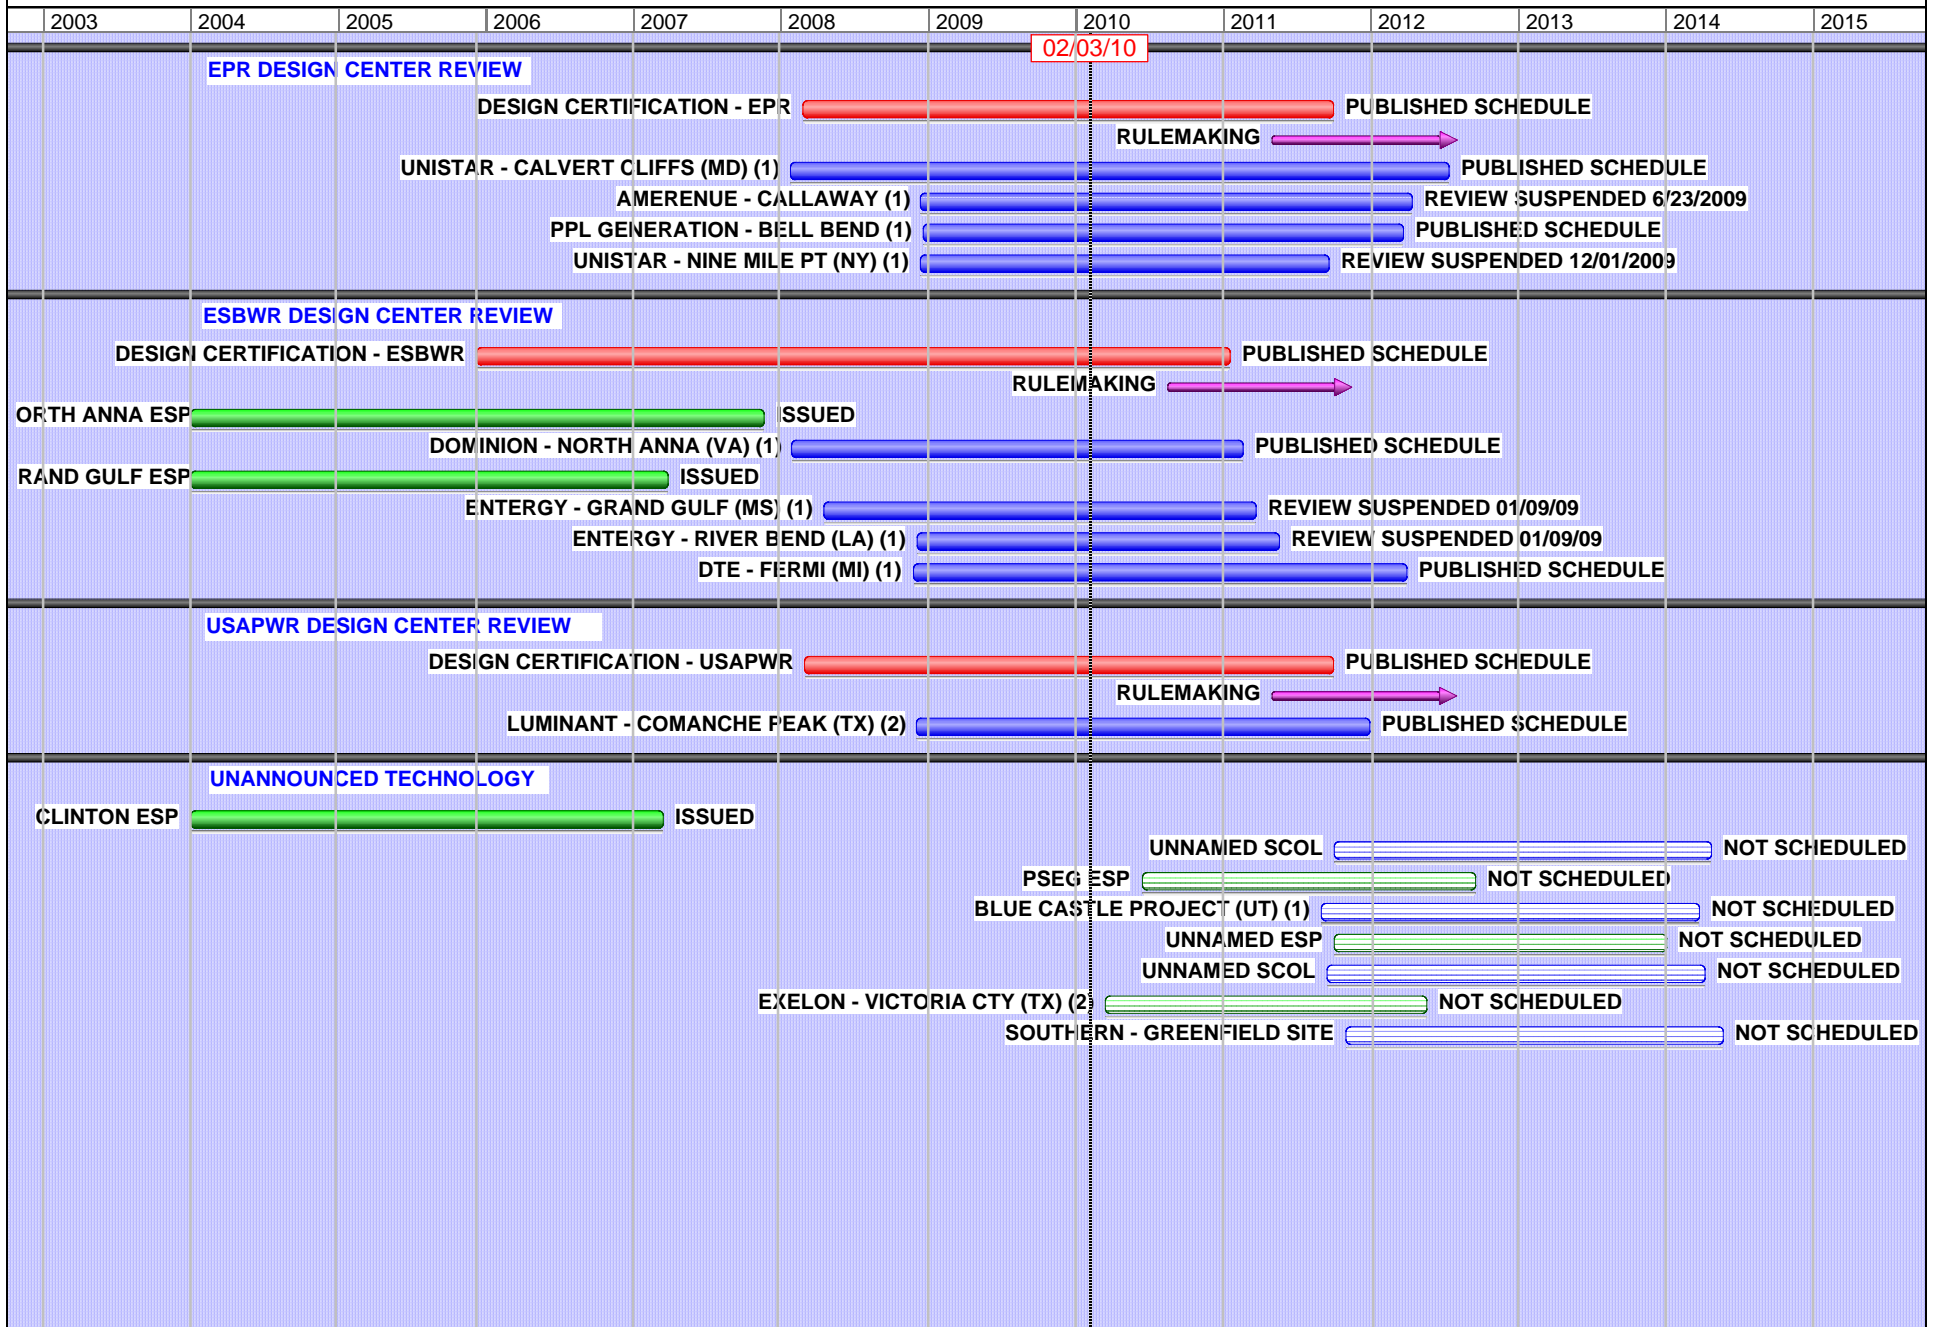 2003 2004 2005 2006 2007 2008 2009 2010 2011 2012 2013 2014 2015
02/03/10
EPR DESIGN CENTER REVIEW
DESIGN CERTIFICATION - EPR PUBLISHED SCHEDULE
RULEMAKING
UNISTAR - CALVERT CLIFFS (MD) (1) PUBLISHED SCHEDULE
AMERENUE - CALLAWAY (1) REVIEW SUSPENDED 6/23/2009
PPL GENERATION - BELL BEND (1) PUBLISHED SCHEDULE
UNISTAR - NINE MILE PT (NY) (1) REVIEW SUSPENDED 12/01/2009
ESBWR DESIGN CENTER REVIEW
DESIGN CERTIFICATION - ESBWR PUBLISHED SCHEDULE
RULEMAKING
ORTH ANNA ESP ISSUED
DOMINION - NORTH ANNA (VA) (1) PUBLISHED SCHEDULE
RAND GULF ESP ISSUED
ENTERGY - GRAND GULF (MS) (1) REVIEW SUSPENDED 01/09/09
ENTERGY - RIVER BEND (LA) (1) REVIEW SUSPENDED 01/09/09
DTE - FERMI (MI) (1) PUBLISHED SCHEDULE
USAPWR DESIGN CENTER REVIEW
DESIGN CERTIFICATION - USAPWR PUBLISHED SCHEDULE
RULEMAKING
LUMINANT - COMANCHE PEAK (TX) (2) PUBLISHED SCHEDULE
UNANNOUNCED TECHNOLOGY
CLINTON ESP ISSUED
UNNAMED SCOL NOT SCHEDULED
PSEG ESP NOT SCHEDULED
BLUE CASTLE PROJECT (UT) (1) NOT SCHEDULED
UNNAMED ESP NOT SCHEDULED
UNNAMED SCOL NOT SCHEDULED
EXELON - VICTORIA CTY (TX) (2) NOT SCHEDULED
SOUTHERN - GREENFIELD SITE NOT SCHEDULED